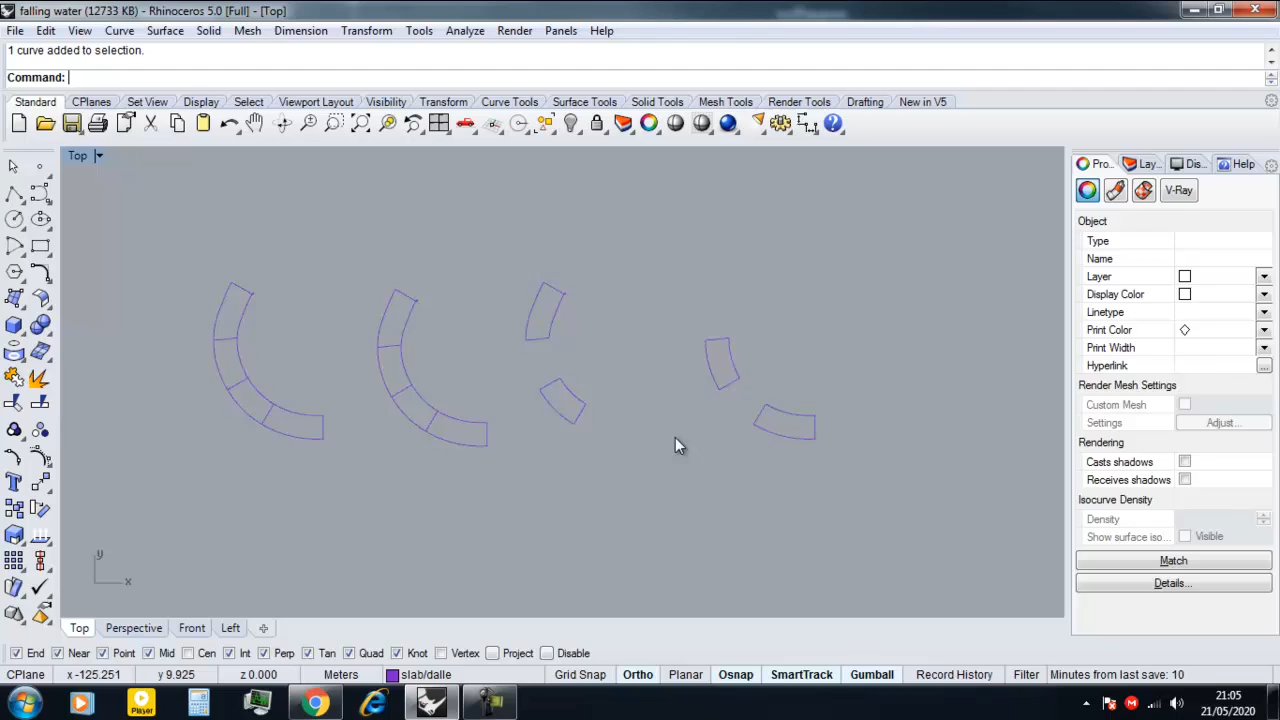 falling water (12733 KB) - Rhinoceros 5.0 [Full] - [Top]
File Edit View Curve Surface Solid Mesh Dimension Transform Tools Analyze Render Panels Help
1 curve added to selection.
Command:
Standard CPlanes Set View Display Select Viewport Layout Visibility Transform Curve Tools Surface Tools Solid Tools Mesh Tools Render Tools Drafting New in V5
Top
Pro... Lay... Dis... Help
V-Ray
Object
Type
Name
Layer
Display Color
Linetype
Print Color
Print Width
Hyperlink
Render Mesh Settings
Custom Mesh
Settings Adjust...
Rendering
Casts shadows
Receives shadows
Isocurve Density
Density
Show surface iso... Visible
Match
Details...
y
x
Top Perspective Front Left
End Near Point Mid Cen Int Perp Tan Quad Knot Vertex Project Disable
CPlane x -125.251 y 9.925 z 0.000 Meters slab/dalle Grid Snap Ortho Planar Osnap SmartTrack Gumball Record History Filter Minutes from last save: 10
Player
21:05
21/05/2020